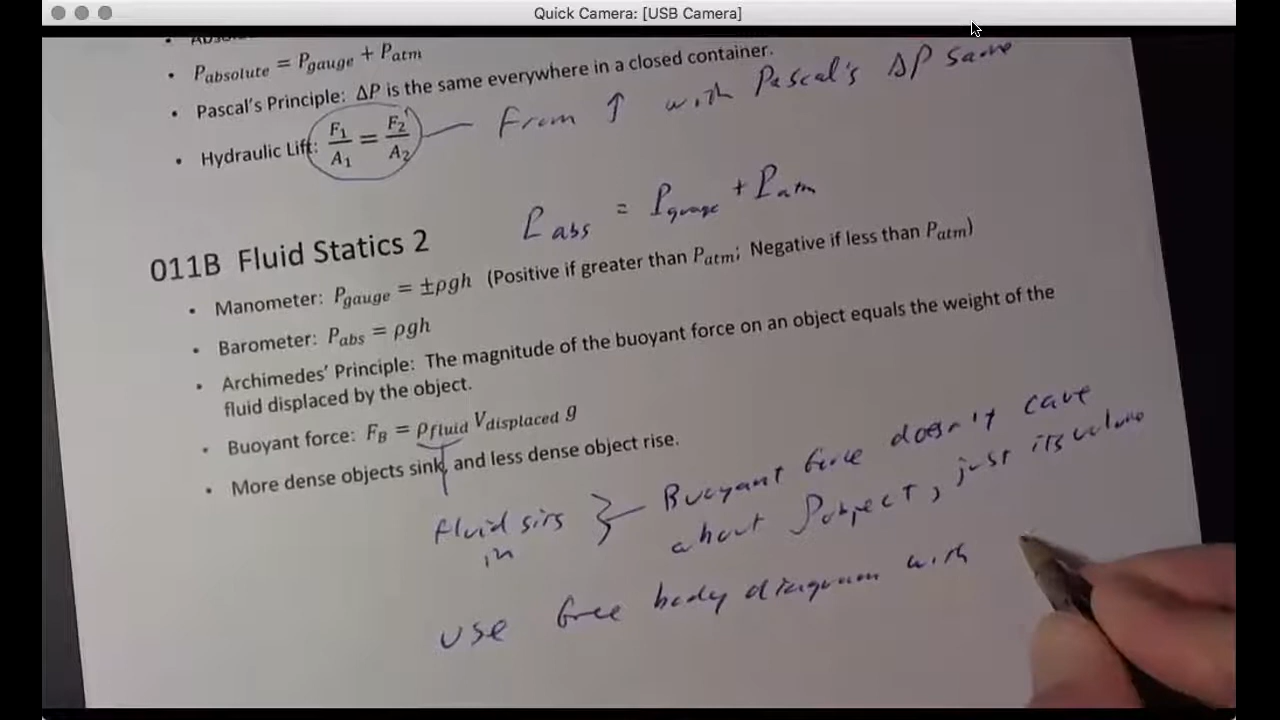 Quick Camera: [USB Camera]
• P_absolute = P_gauge + P_atm
• Pascal's Principle: ΔP is the same everywhere in a closed container.
• Hydraulic Lift: F₁/A₁ = F₂/A₂
From ↑ with Pascal's ΔP same
P_abs = P_guage + P_atm
011B Fluid Statics 2
• Manometer: P_gauge = ±ρgh (Positive if greater than P_atm; Negative if less than P_atm)
• Barometer: P_abs = ρgh
• Archimedes' Principle: The magnitude of the buoyant force on an object equals the weight of the
fluid displaced by the object.
• Buoyant force: F_B = ρ_fluid V_displaced g
• More dense objects sink, and less dense object rise.
fluid sits
in
} Buoyant force doesn't care
about ρ_object, just its volume
use free body diagram with